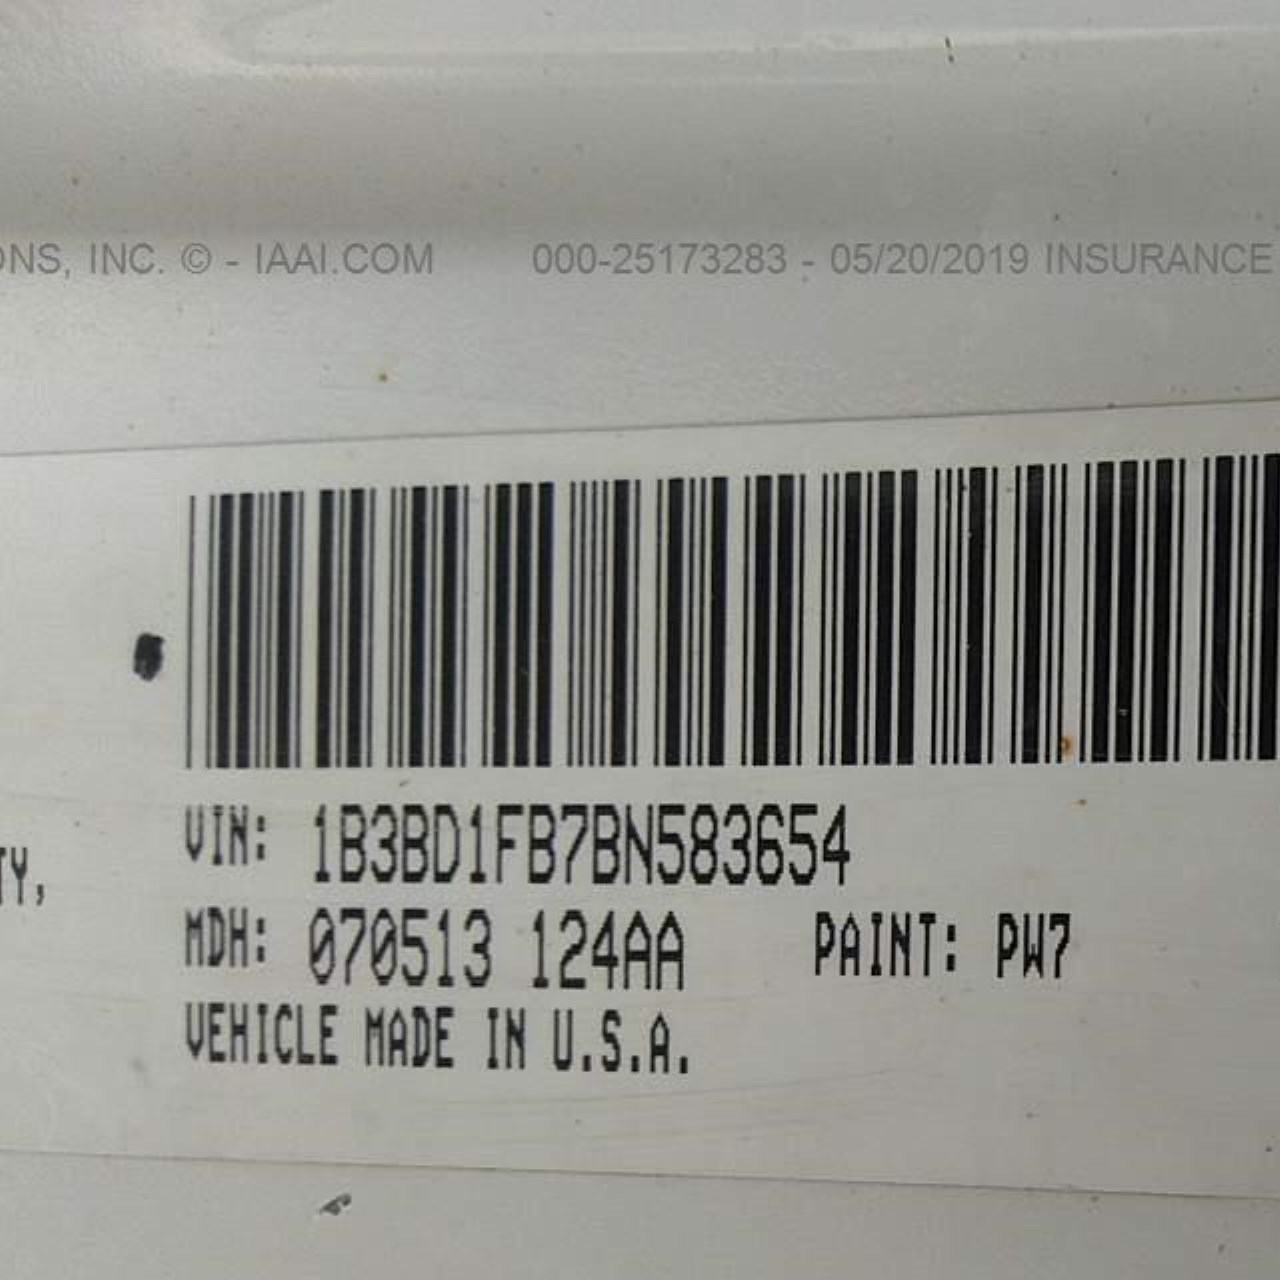 ONS, INC. © - IAAI.COM 000-25173283 - 05/20/2019 INSURANCE
VIN: 1B3BD1FB7BN583654
TY,
MDH: 070513 124AA PAINT: PW7
VEHICLE MADE IN U.S.A.